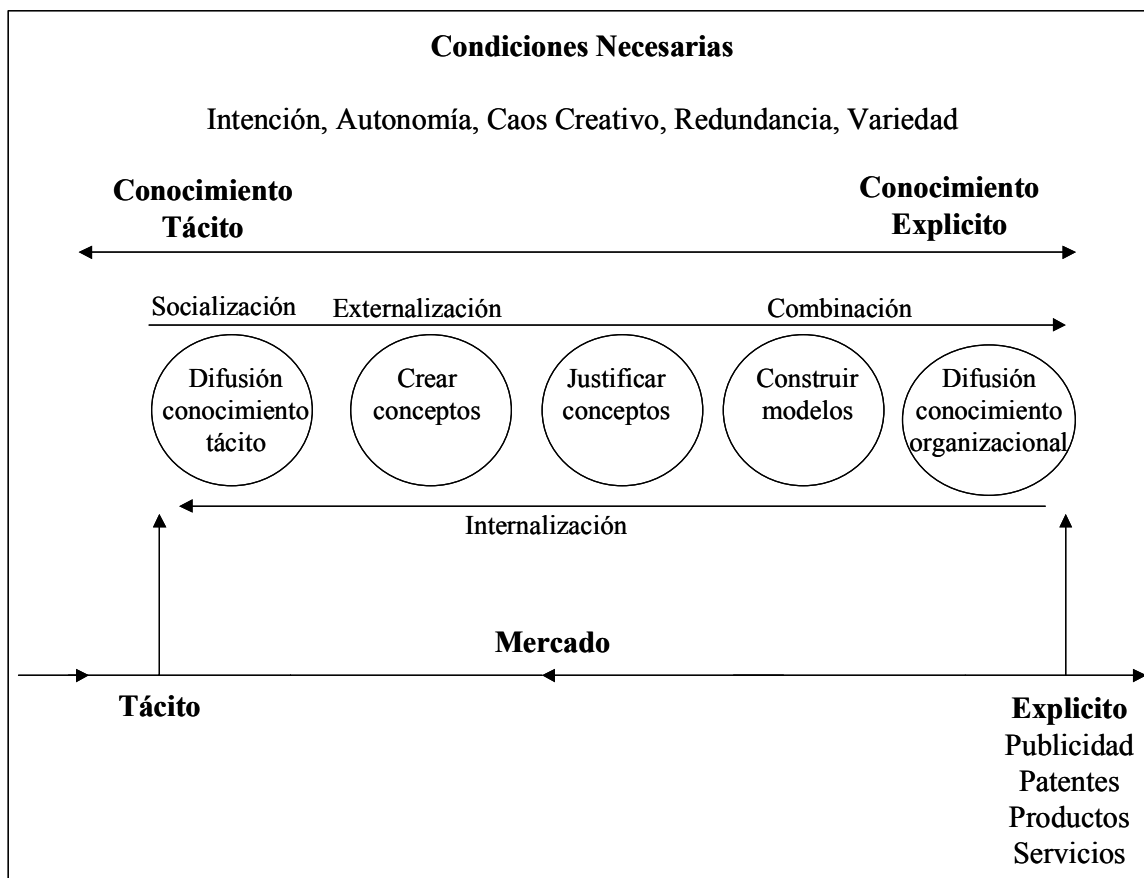 Condiciones Necesarias
Intención, Autonomía, Caos Creativo, Redundancia, Variedad
Conocimiento
Tácito
Conocimiento
Explicito
Socialización
Externalización
Combinación
Difusión
conocimiento
tácito
Crear
conceptos
Justificar
conceptos
Construir
modelos
Difusión
conocimiento
organizacional
Internalización
Mercado
Tácito
Explicito
Publicidad
Patentes
Productos
Servicios